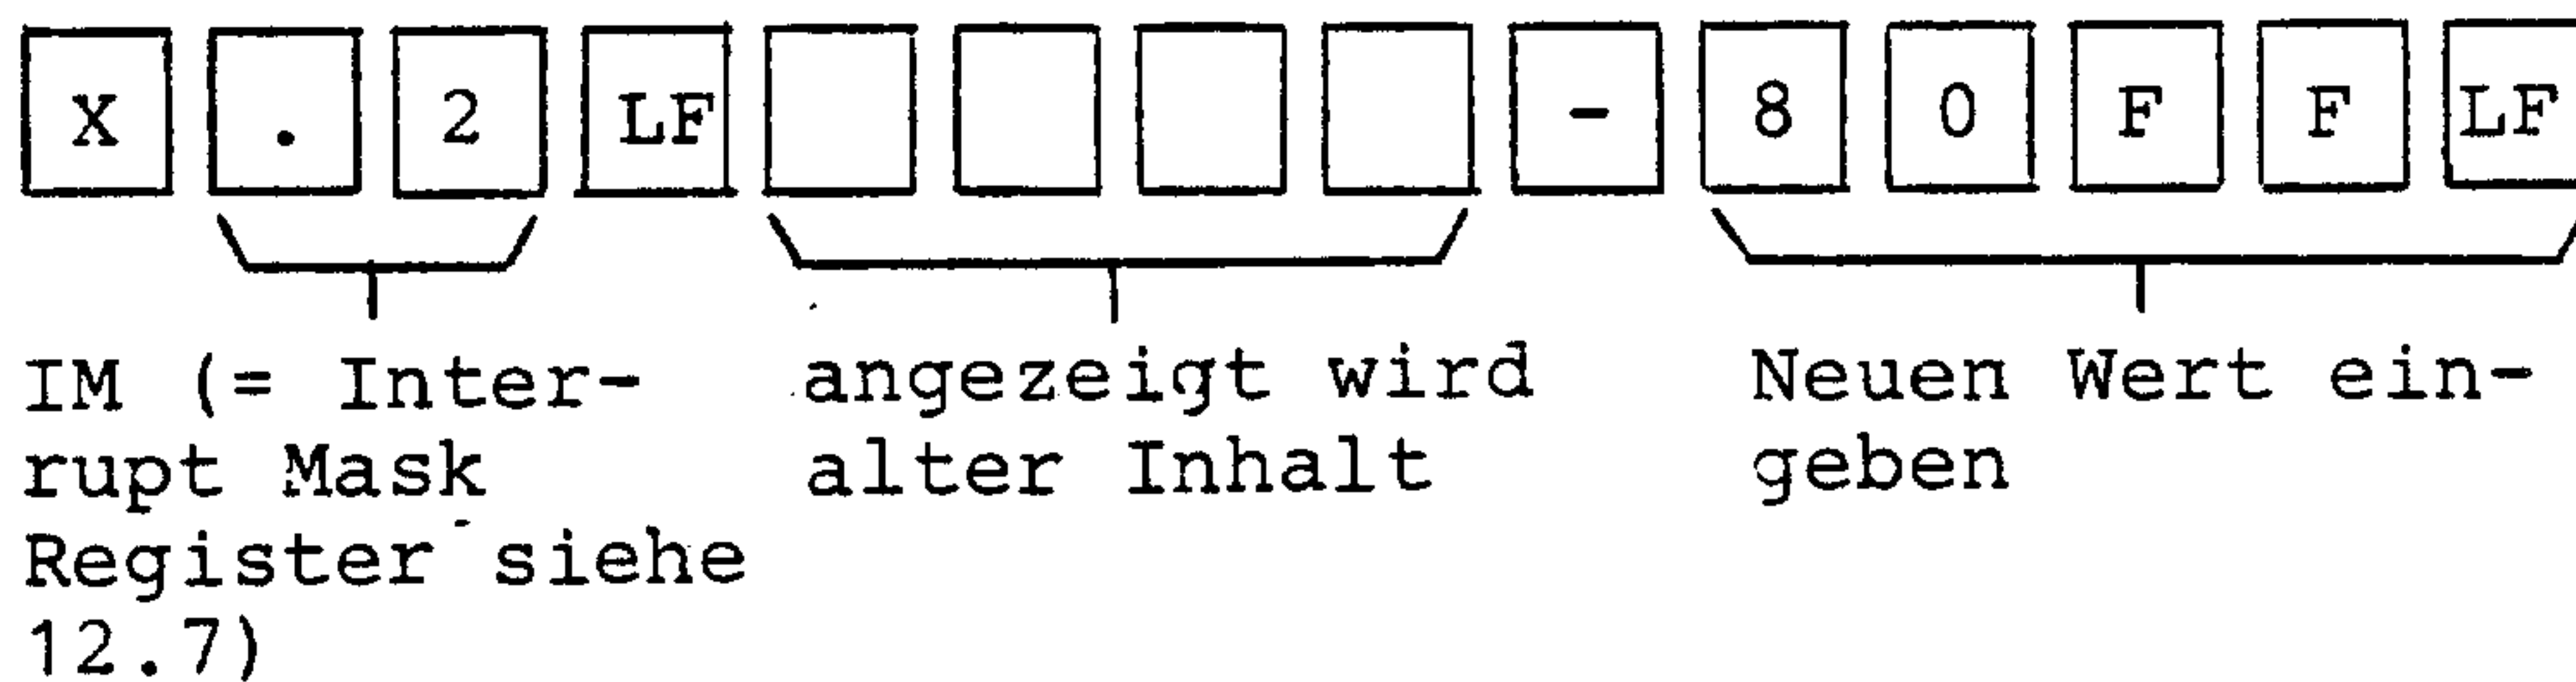 X . 2 LF - 8 0 F F LF
IM (= Inter- angezeigt wird Neuen Wert ein-
rupt Mask alter Inhalt geben
Register siehe
12.7)